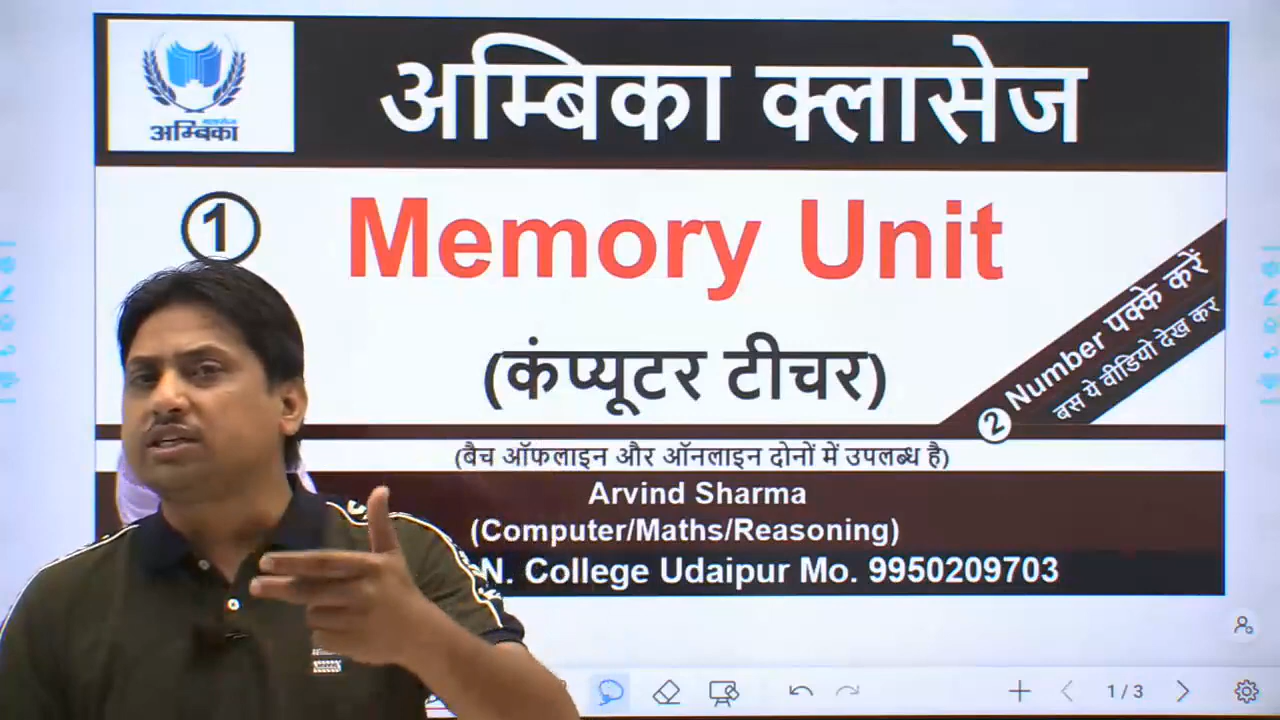 अम्बिका क्लासेज
क्लासेज
अम्बिका
1 Memory Unit
(कंप्यूटर टीचर)
2 Number पक्के करें
बस ये वीडियो देख कर
(बैच ऑफलाइन और ऑनलाइन दोनों में उपलब्ध है)
Arvind Sharma
(Computer/Maths/Reasoning)
N. College Udaipur Mo. 9950209703
1 / 3